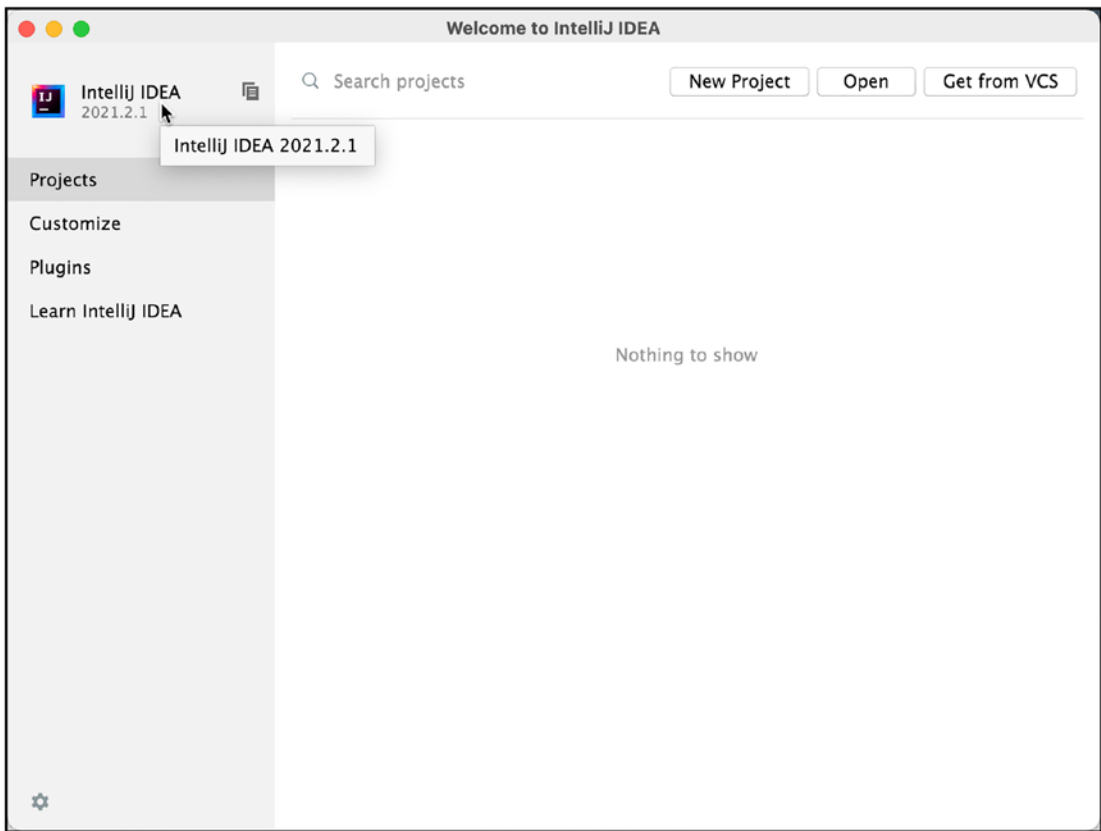 Welcome to IntelliJ IDEA
IJ
IntelliJ IDEA
2021.2.1
IntelliJ IDEA 2021.2.1
Projects
Customize
Plugins
Learn IntelliJ IDEA
Search projects
New Project
Open
Get from VCS
Nothing to show